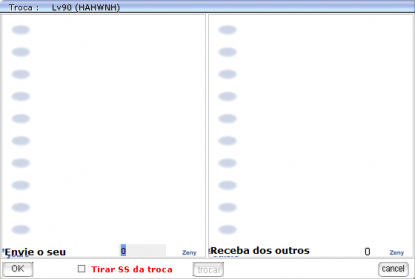 Troca : Lv90 (HAHWNH)
Envie o seu 0 Zeny
Receba dos outros 0 Zeny
OK Tirar SS da troca trocar cancel